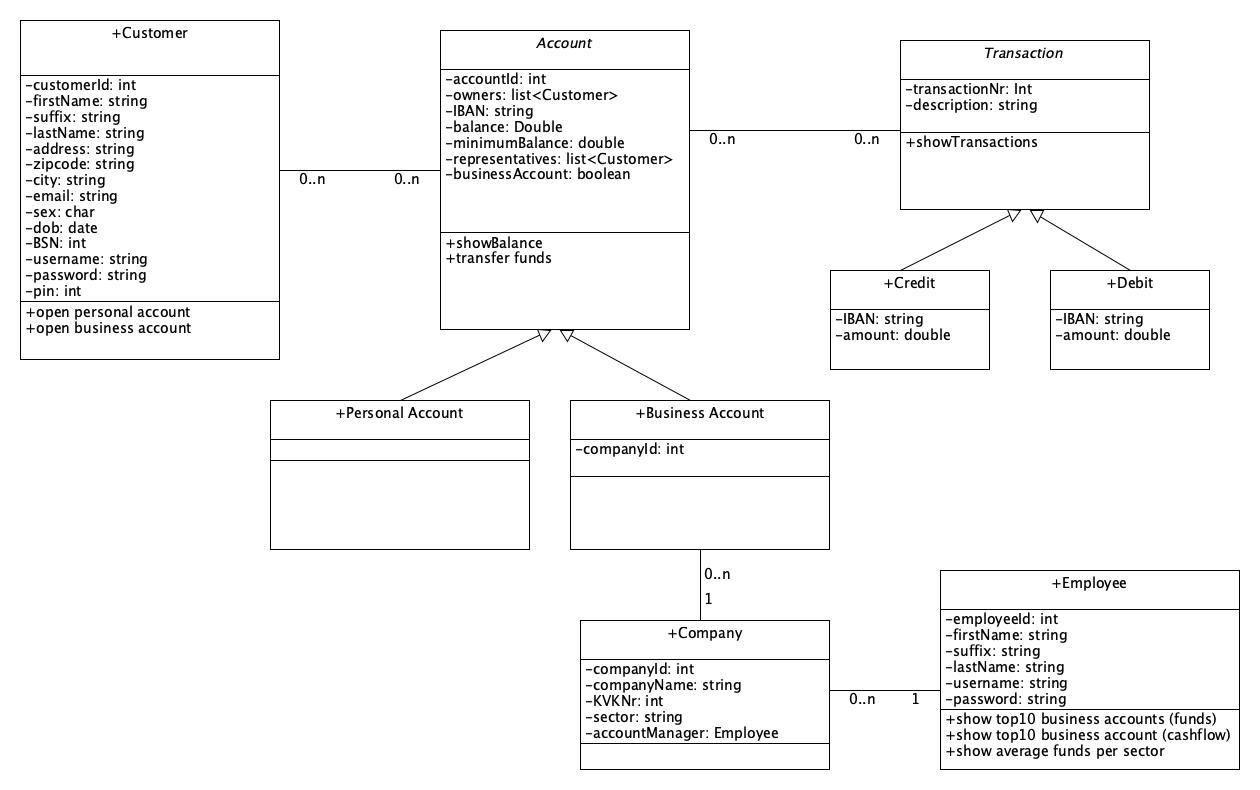 +Customer
-customerId: int
-firstName: string
-suffix: string
-lastName: string
-address: string
-zipcode: string
-city: string
-email: string
-sex: char
-dob: date
-BSN: int
-username: string
-password: string
-pin: int
+open personal account
+open business account
Account
-accountId: int
-owners: list<Customer>
-IBAN: string
-balance: Double
-minimumBalance: double
-representatives: list<Customer>
-businessAccount: boolean
+showBalance
+transfer funds
Transaction
-transactionNr: Int
-description: string
+showTransactions
0..n
0..n
0..n
0..n
+Credit
-IBAN: string
-amount: double
+Debit
-IBAN: string
-amount: double
+Personal Account
+Business Account
-companyId: int
0..n
1
+Company
-companyId: int
-companyName: string
-KVKNr: int
-sector: string
-accountManager: Employee
0..n
1
+Employee
-employeeId: int
-firstName: string
-suffix: string
-lastName: string
-username: string
-password: string
+show top10 business accounts (funds)
+show top10 business account (cashflow)
+show average funds per sector